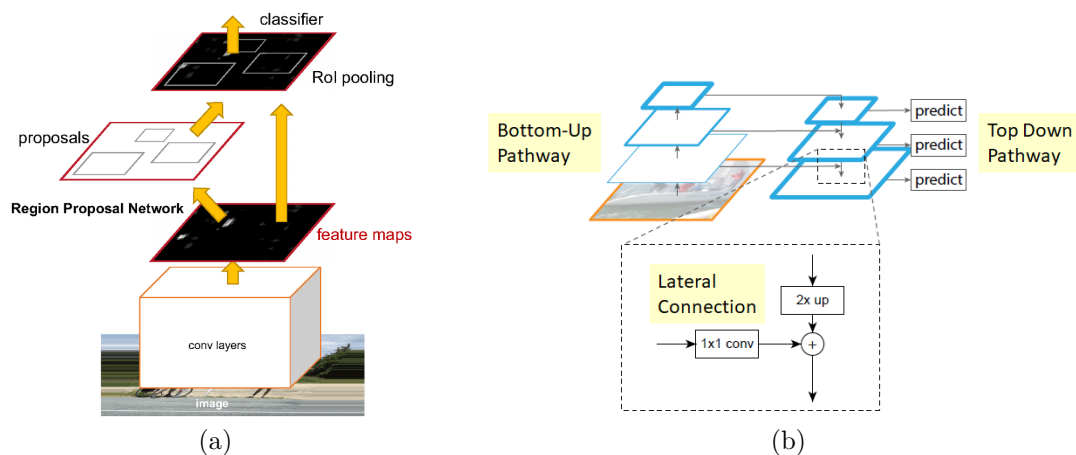 classifier
RoI pooling
proposals
Region Proposal Network
feature maps
conv layers
image
(a)
Bottom-Up
Pathway
predict
predict
predict
Top Down
Pathway
Lateral
Connection
2x up
1x1 conv
+
(b)